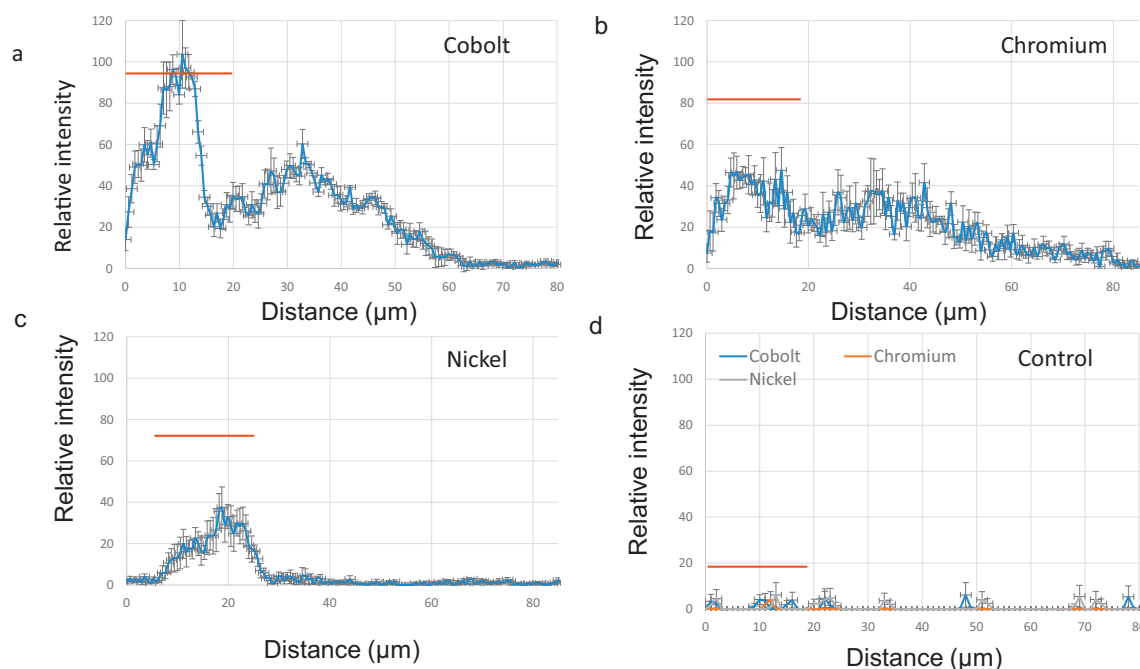 a
Cobolt
Relative intensity
120
100
80
60
40
20
0
0 10 20 30 40 50 60 70 80
Distance (µm)
b
Chromium
Relative intensity
120
100
80
60
40
20
0
0 20 40 60 80
Distance (µm)
c
Nickel
Relative intensity
120
100
80
60
40
20
0
0 20 40 60 80
Distance (µm)
d
Cobolt Chromium
Nickel
Control
Relative intensity
120
100
80
60
40
20
0
0 10 20 30 40 50 60 70 80
Distance (µm)